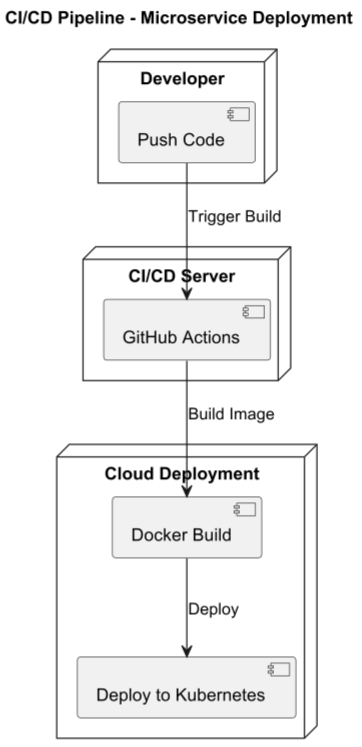 CI/CD Pipeline - Microservice Deployment
Developer
Push Code
Trigger Build
CI/CD Server
GitHub Actions
Build Image
Cloud Deployment
Docker Build
Deploy
Deploy to Kubernetes